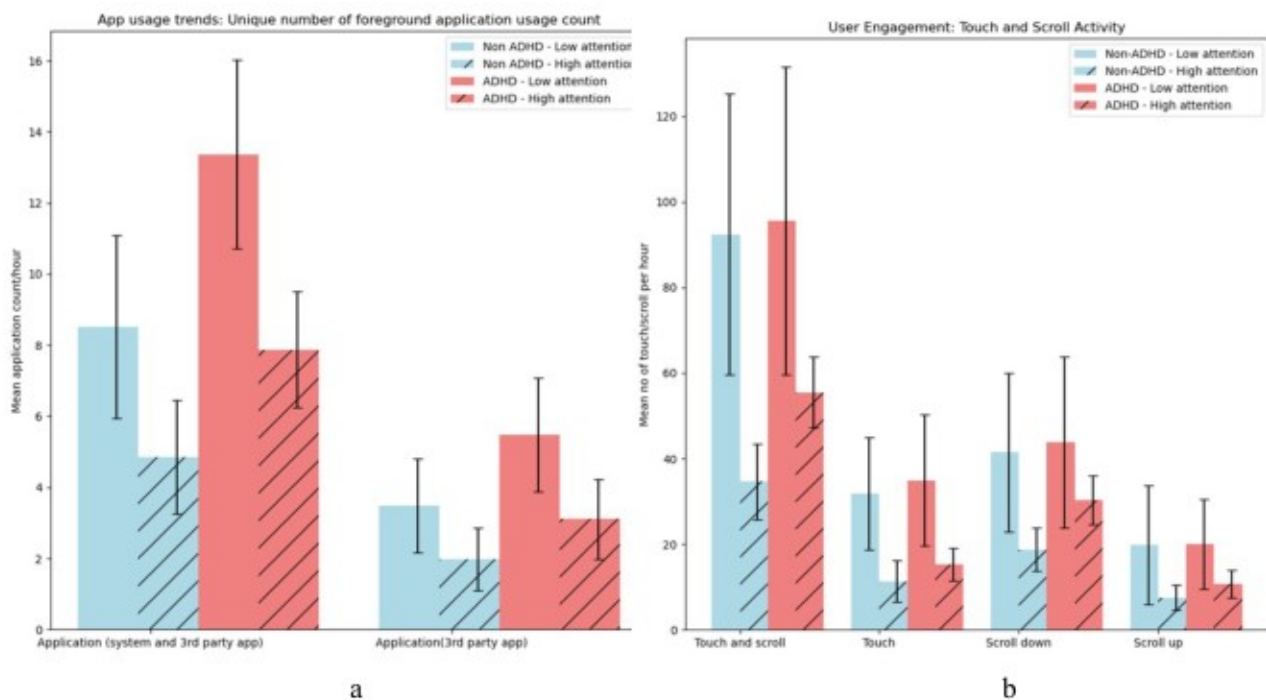 App usage trends: Unique number of foreground application usage count
Non ADHD - Low attention
Non ADHD - High attention
ADHD - Low attention
ADHD - High attention
Mean application count/hour
16
14
12
10
8
6
4
2
0
Application (system and 3rd party app)
Application(3rd party app)
a
User Engagement: Touch and Scroll Activity
Non-ADHD - Low attention
Non-ADHD - High attention
ADHD - Low attention
ADHD - High attention
Mean no of touch/scroll per hour
120
100
80
60
40
20
0
Touch and scroll
Touch
Scroll down
Scroll up
b